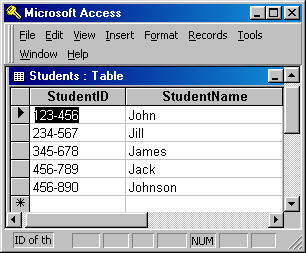 Microsoft Access
File Edit View Insert Format Records Tools
Window Help
Students : Table
StudentID StudentName
123-456 John
234-567 Jill
345-678 James
456-789 Jack
456-890 Johnson
ID of th NUM